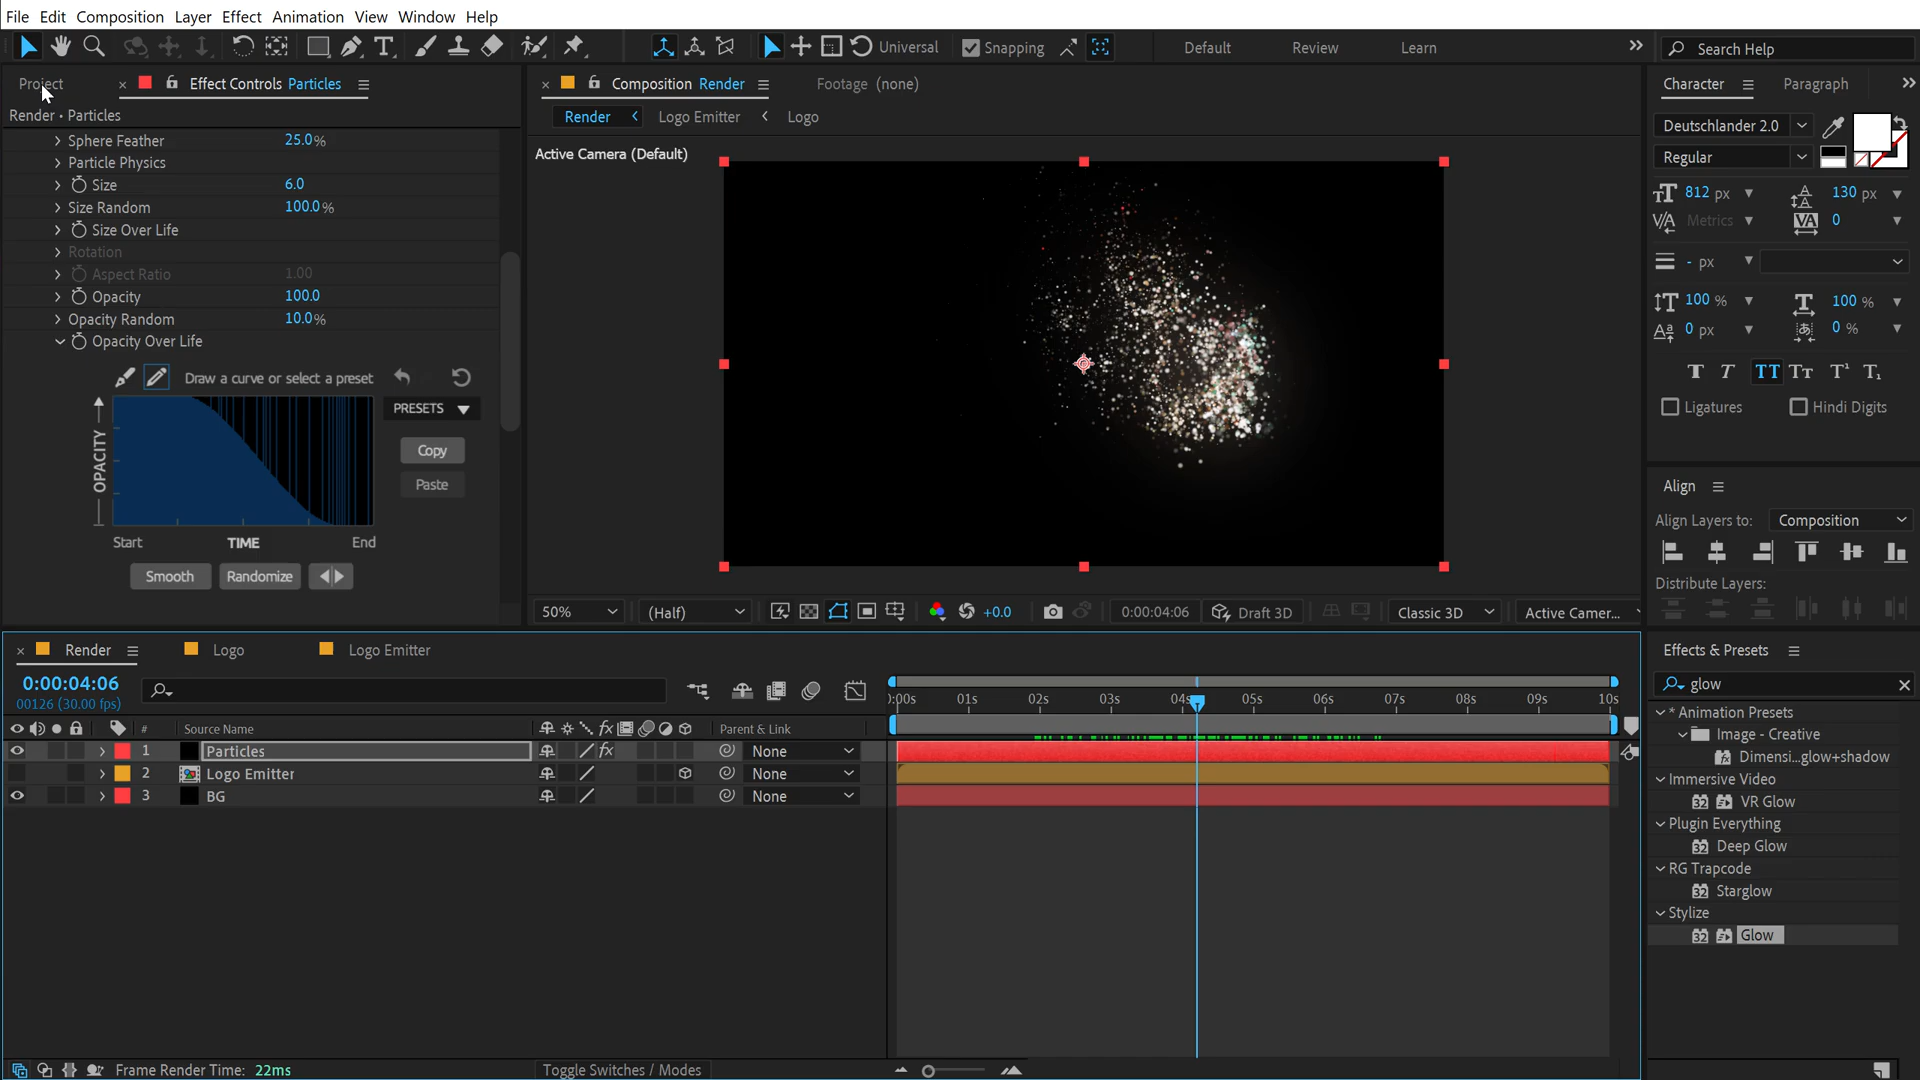 File Edit Composition Layer Effect Animation View Window Help
Universal Snapping Default Review Learn Search Help
Project Effect Controls Particles
Composition Render Footage (none)
Character Paragraph
Render • Particles
Render Logo Emitter Logo
Active Camera (Default)
Sphere Feather 25.0%
Particle Physics
Size 6.0
Size Random 100.0%
Size Over Life
Rotation
Aspect Ratio 1.00
Opacity 100.0
Opacity Random 10.0%
Opacity Over Life
Draw a curve or select a preset
PRESETS
Copy
Paste
OPACITY
Start TIME End
Smooth Randomize
50% (Half) +0.0 0:00:04:06 Draft 3D Classic 3D Active Camer...
Deutschlander 2.0
Regular
812 px 130 px
Metrics 0
- px
100 % 100 %
0 px 0 %
Ligatures Hindi Digits
Align
Align Layers to: Composition
Distribute Layers:
Render Logo Logo Emitter
0:00:04:06
00126 (30.00 fps)
):00s 01s 02s 03s 04s 05s 06s 07s 08s 09s 10s
# Source Name Parent & Link
1 Particles None
2 Logo Emitter None
3 BG None
Frame Render Time: 22ms
Toggle Switches / Modes
Effects & Presets
glow
* Animation Presets
Image - Creative
Dimensi...glow+shadow
Immersive Video
VR Glow
Plugin Everything
Deep Glow
RG Trapcode
Starglow
Stylize
Glow